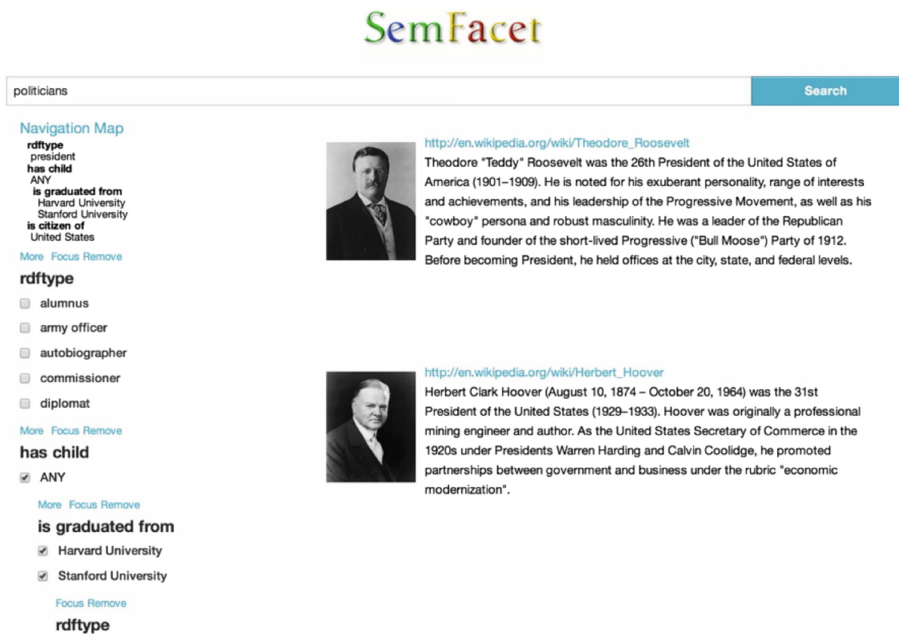 SemFacet
politicians
Search
Navigation Map
rdftype
president
has child
ANY
is graduated from
Harvard University
Stanford University
is citizen of
United States
More Focus Remove
rdftype
alumnus
army officer
autobiographer
commissioner
diplomat
More Focus Remove
has child
ANY
More Focus Remove
is graduated from
Harvard University
Stanford University
Focus Remove
rdftype
http://en.wikipedia.org/wiki/Theodore_Roosevelt
Theodore "Teddy" Roosevelt was the 26th President of the United States of
America (1901–1909). He is noted for his exuberant personality, range of interests
and achievements, and his leadership of the Progressive Movement, as well as his
"cowboy" persona and robust masculinity. He was a leader of the Republican
Party and founder of the short-lived Progressive ("Bull Moose") Party of 1912.
Before becoming President, he held offices at the city, state, and federal levels.
http://en.wikipedia.org/wiki/Herbert_Hoover
Herbert Clark Hoover (August 10, 1874 – October 20, 1964) was the 31st
President of the United States (1929–1933). Hoover was originally a professional
mining engineer and author. As the United States Secretary of Commerce in the
1920s under Presidents Warren Harding and Calvin Coolidge, he promoted
partnerships between government and business under the rubric "economic
modernization".